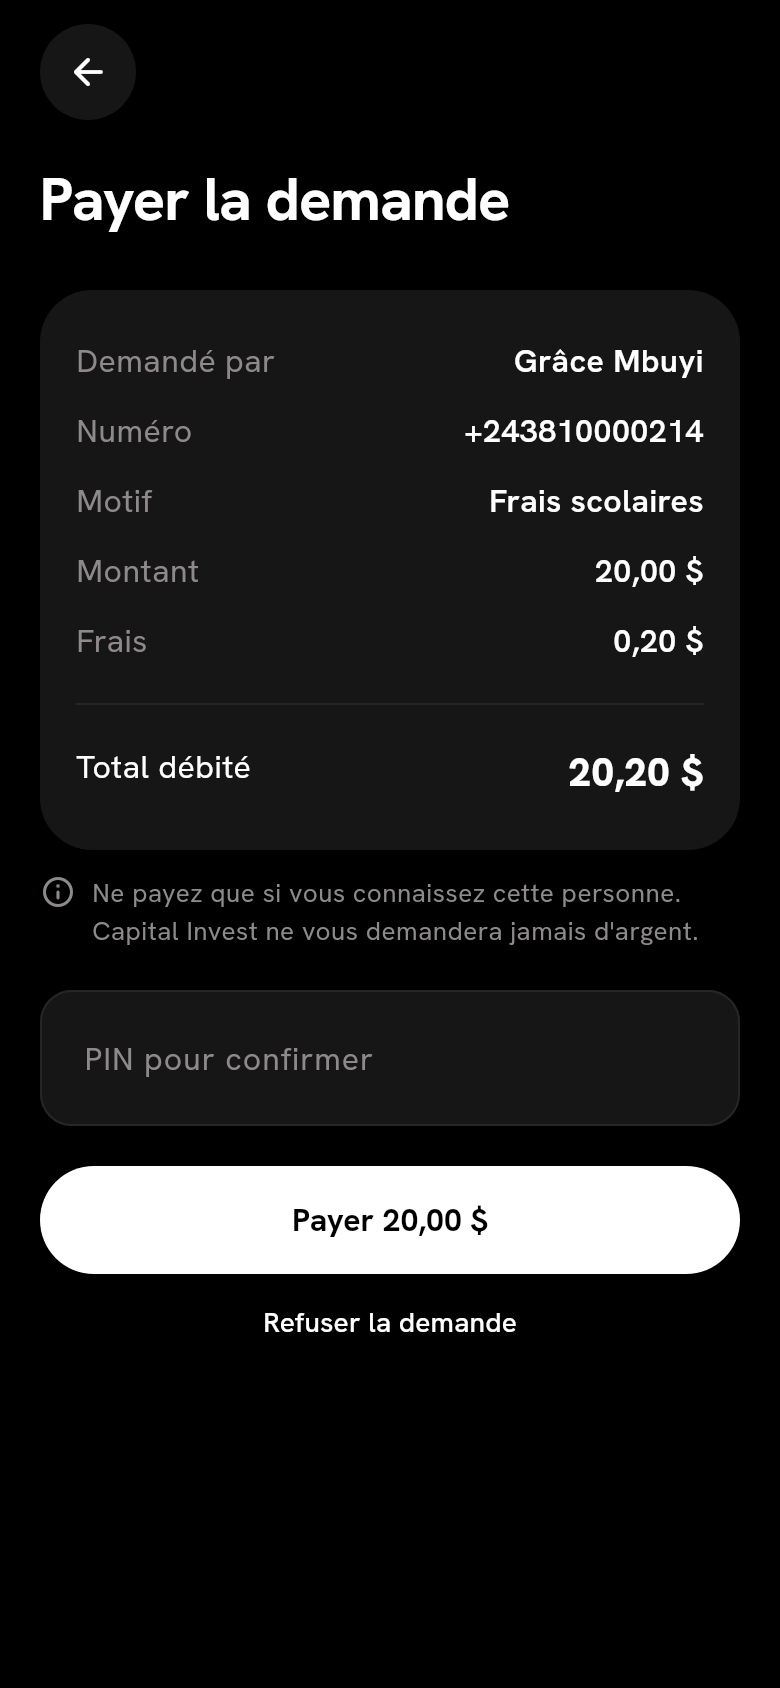 Payer la demande
Demandé par Grâce Mbuyi
Numéro +243810000214
Motif Frais scolaires
Montant 20,00 $
Frais 0,20 $
Total débité 20,20 $
Ne payez que si vous connaissez cette personne.
Capital Invest ne vous demandera jamais d'argent.
PIN pour confirmer
Payer 20,00 $
Refuser la demande